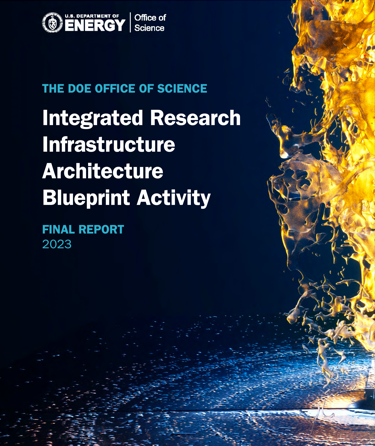 U.S. DEPARTMENT OF
ENERGY
Office of
Science
THE DOE OFFICE OF SCIENCE
Integrated Research
Infrastructure
Architecture
Blueprint Activity
FINAL REPORT
2023